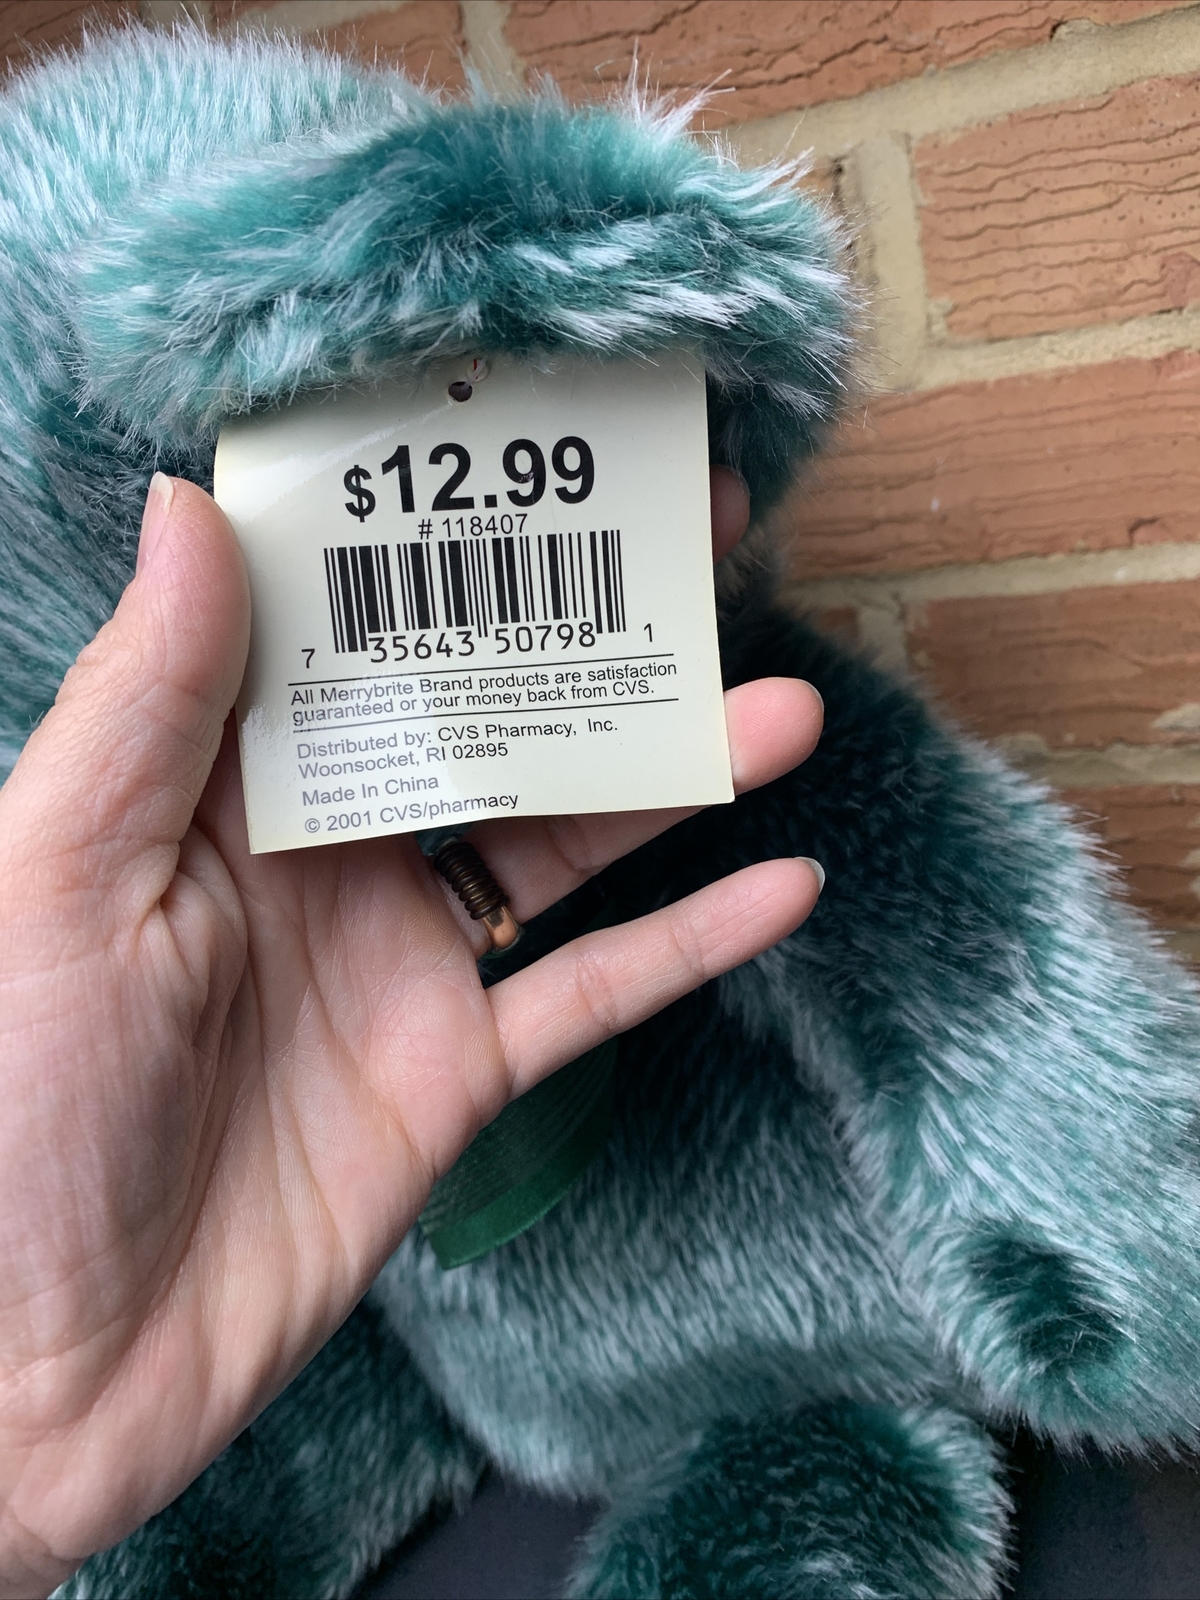 $12.99
# 118407
7 35643 50798 1
All Merrybrite Brand products are satisfaction
guaranteed or your money back from CVS.
Distributed by: CVS Pharmacy, Inc.
Woonsocket, RI 02895
Made In China
© 2001 CVS/pharmacy